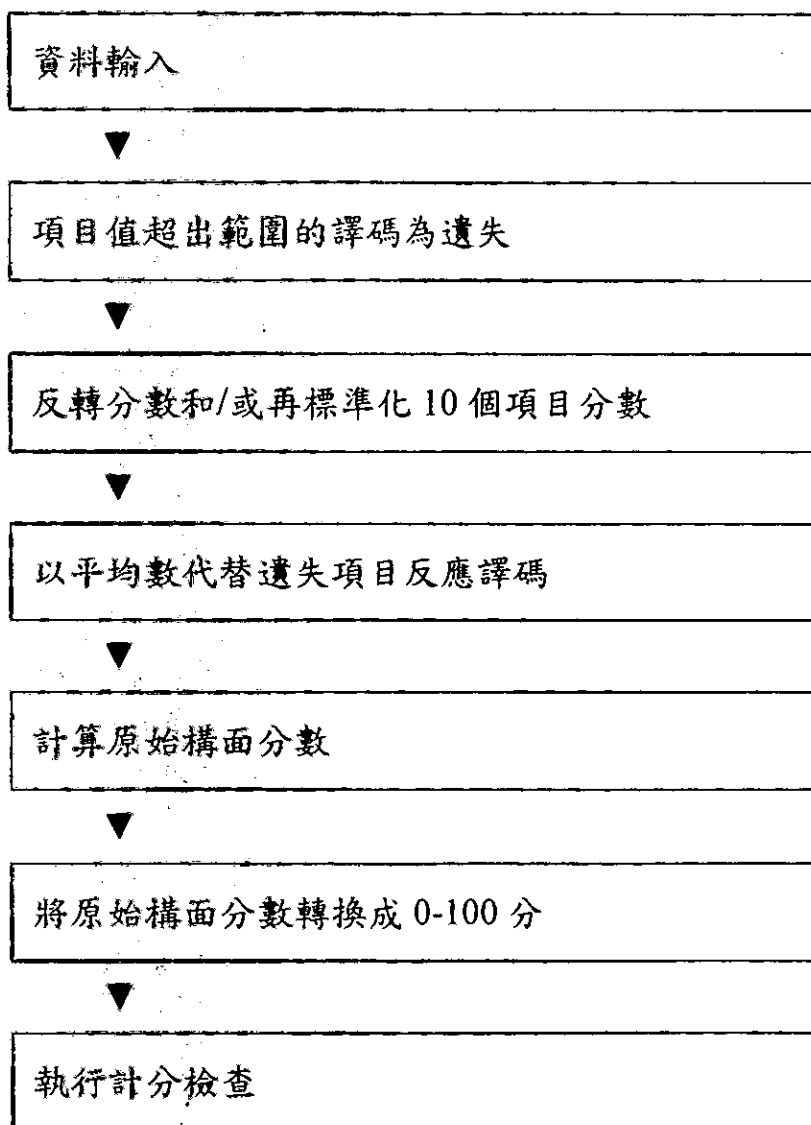 資料輸入
項目值超出範圍的譯碼為遺失
反轉分數和/或再標準化 10 個項目分數
以平均數代替遺失項目反應譯碼
計算原始構面分數
將原始構面分數轉換成 0-100 分
執行計分檢查